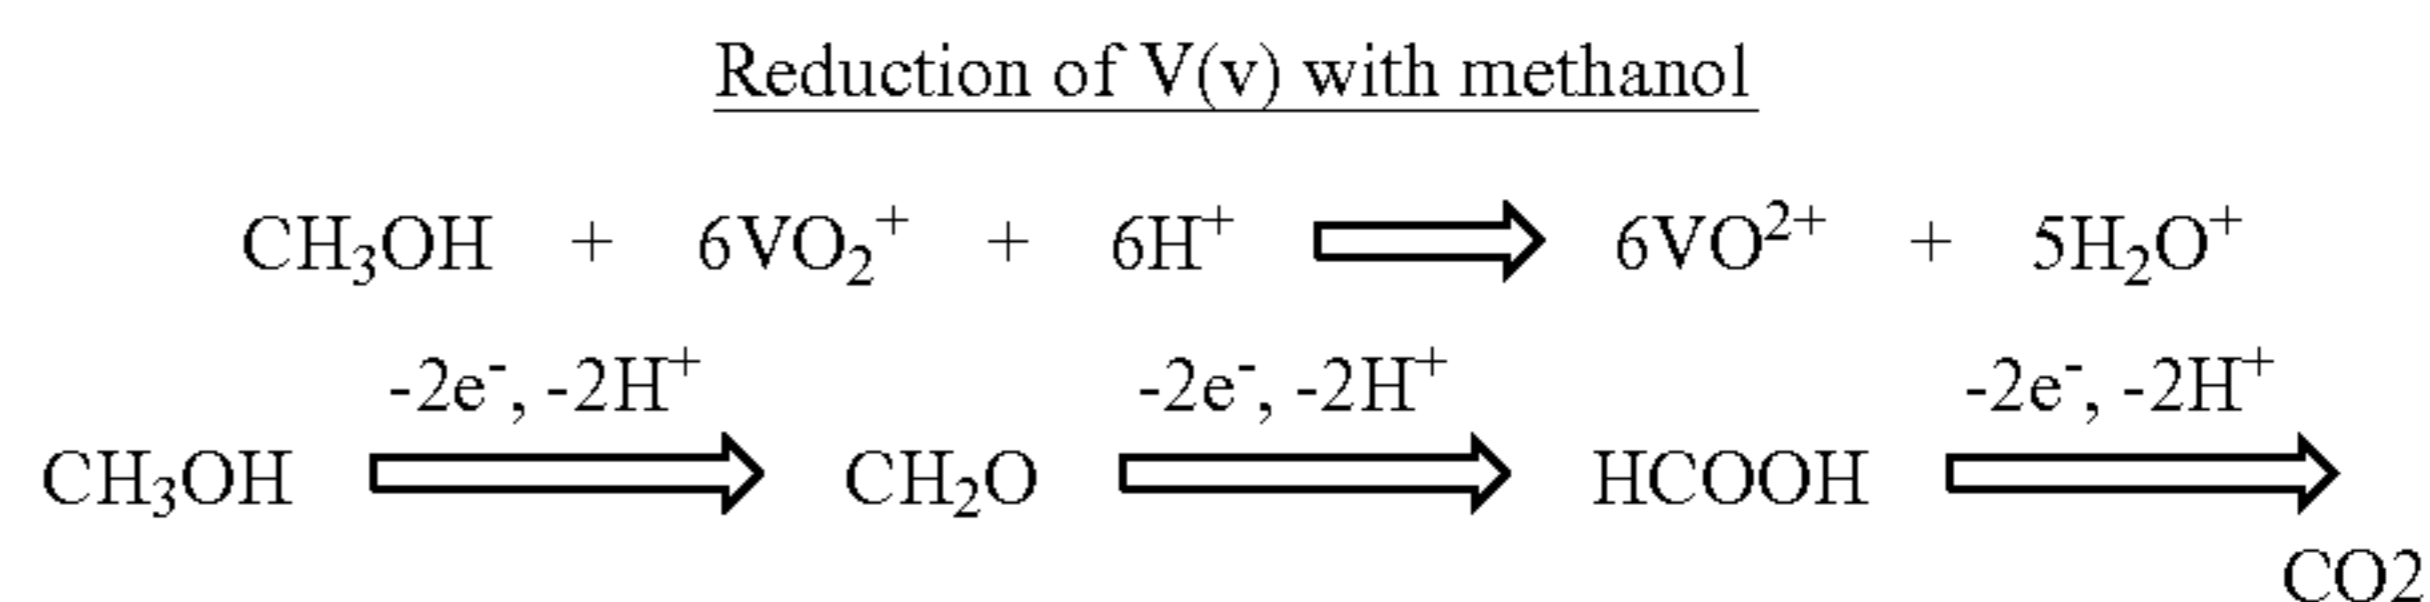 Reduction of V(v) with methanol
CH₃OH + 6VO₂⁺ + 6H⁺ ⇒ 6VO²⁺ + 5H₂O⁺
-2e⁻, -2H⁺ -2e⁻, -2H⁺ -2e⁻, -2H⁺
CH₃OH ⇒ CH₂O ⇒ HCOOH ⇒
CO2